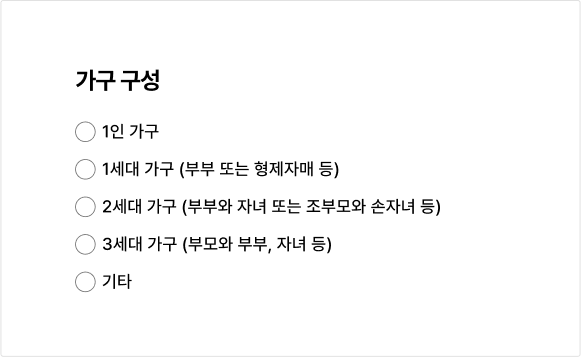 가구 구성
1인 가구
1세대 가구 (부부 또는 형제자매 등)
2세대 가구 (부부와 자녀 또는 조부모와 손자녀 등)
3세대 가구 (부모와 부부, 자녀 등)
기타